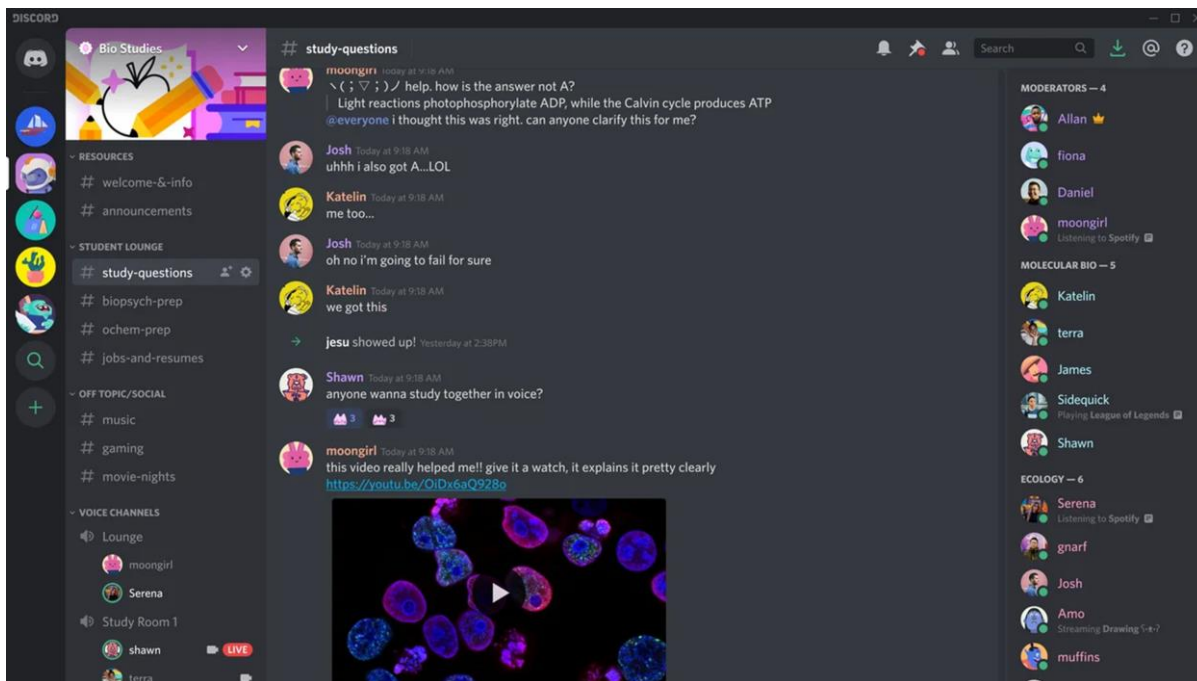 DISCORD
Bio Studies
RESOURCES
# welcome-&-info
# announcements
STUDENT LOUNGE
# study-questions
# biopsych-prep
# ochem-prep
# jobs-and-resumes
OFF TOPIC/SOCIAL
# music
# gaming
# movie-nights
VOICE CHANNELS
Lounge
moongirl
Serena
Study Room 1
shawn LIVE
terra
# study-questions
Search
moongirl Today at 9:18 AM
ヽ(;▽;)ノ help. how is the answer not A?
Light reactions photophosphorylate ADP, while the Calvin cycle produces ATP
@everyone i thought this was right. can anyone clarify this for me?
Josh Today at 9:18 AM
uhhh i also got A...LOL
Katelin Today at 9:18 AM
me too...
Josh Today at 9:18 AM
oh no i'm going to fail for sure
Katelin Today at 9:18 AM
we got this
jesu showed up! Yesterday at 2:38PM
Shawn Today at 9:18 AM
anyone wanna study together in voice?
3 3
moongirl Today at 9:18 AM
this video really helped me!! give it a watch, it explains it pretty clearly
https://youtu.be/OiDx6aQ928o
MODERATORS — 4
Allan
fiona
Daniel
moongirl
Listening to Spotify
MOLECULAR BIO — 5
Katelin
terra
James
Sidequick
Playing League of Legends
Shawn
ECOLOGY — 6
Serena
Listening to Spotify
gnarf
Josh
Amo
Streaming Drawing
muffins